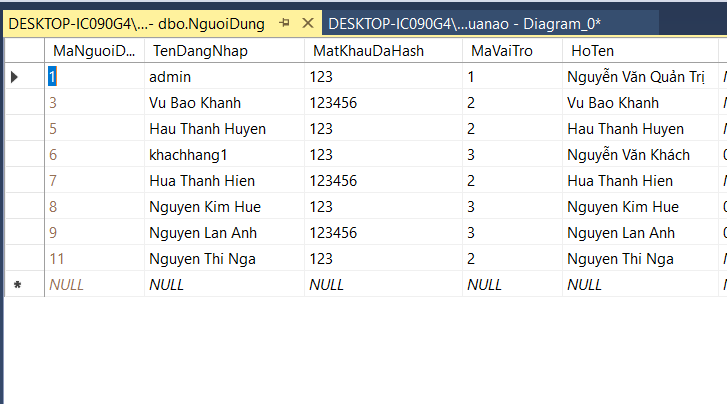 DESKTOP-IC090G4\...- dbo.NguoiDung DESKTOP-IC090G4\...uanao - Diagram_0*
MaNguoiD... TenDangNhap MatKhauDaHash MaVaiTro HoTen
1 admin 123 1 Nguyễn Văn Quản Trị
3 Vu Bao Khanh 123456 2 Vu Bao Khanh
5 Hau Thanh Huyen 123 2 Hau Thanh Huyen
6 khachhang1 123 3 Nguyễn Văn Khách
7 Hua Thanh Hien 123456 2 Hua Thanh Hien
8 Nguyen Kim Hue 123 3 Nguyen Kim Hue
9 Nguyen Lan Anh 123456 3 Nguyen Lan Anh
11 Nguyen Thi Nga 123 2 Nguyen Thi Nga
NULL NULL NULL NULL NULL